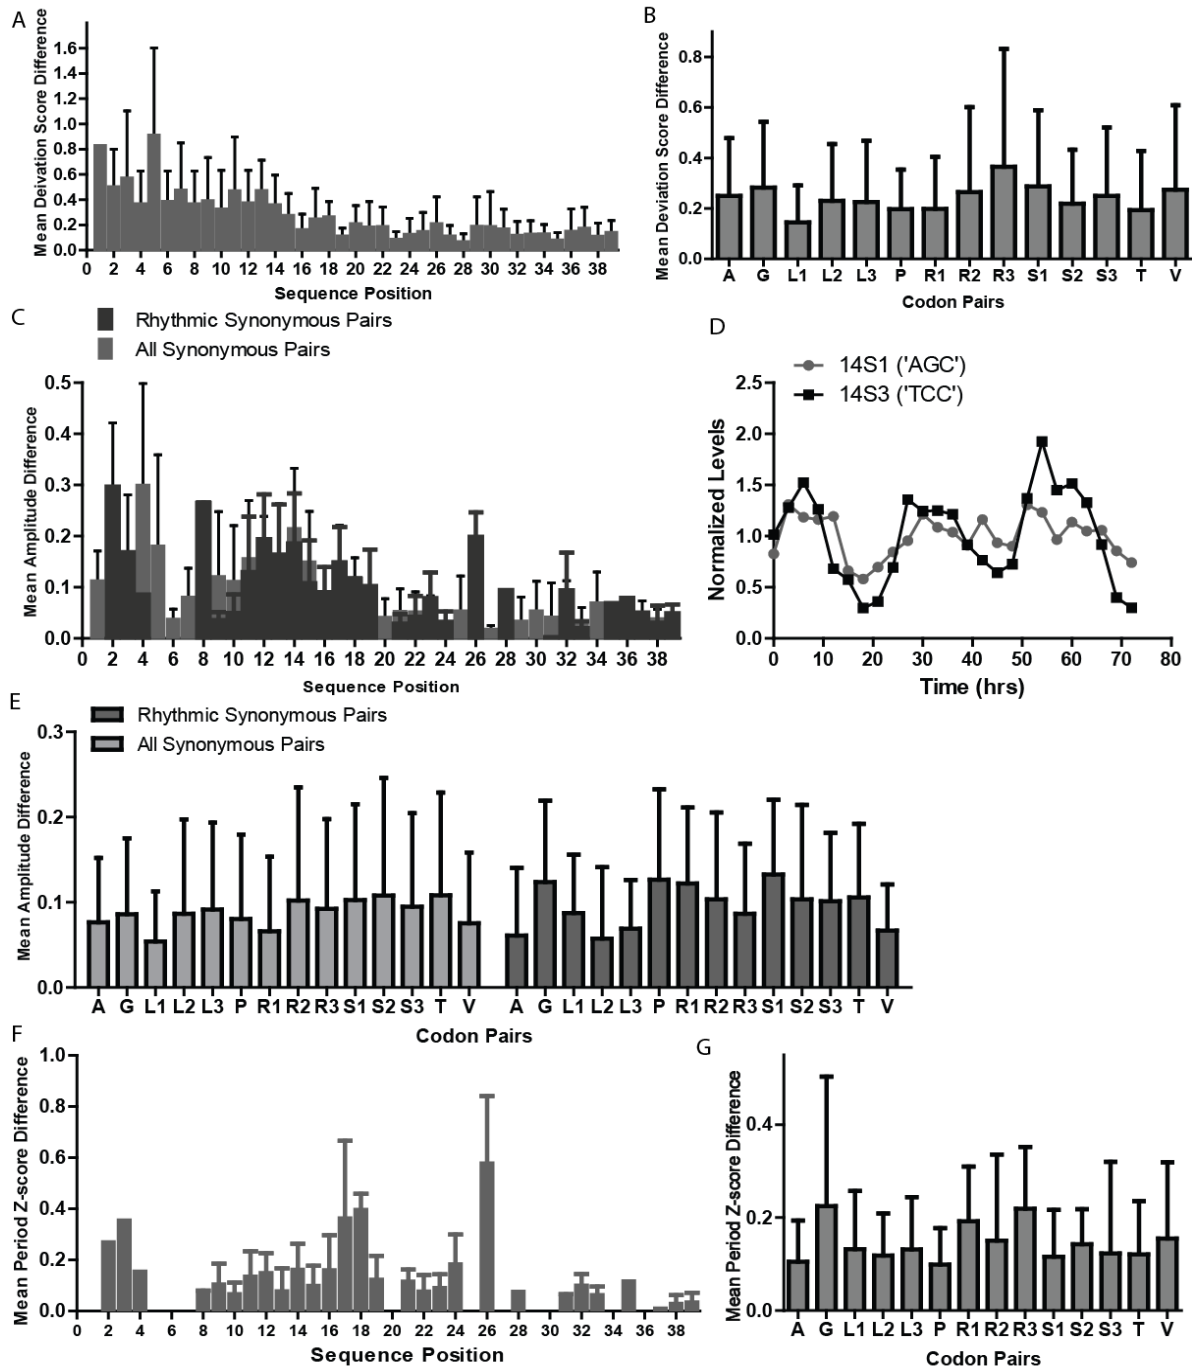 A
Mean Deivation Score Difference
1.6
1.4
1.2
1.0
0.8
0.6
0.4
0.2
0.0
0 2 4 6 8 10 12 14 16 18 20 22 24 26 28 30 32 34 36 38
Sequence Position
B
Mean Deviation Score Difference
0.8
0.6
0.4
0.2
0.0
A G L1 L2 L3 P R1 R2 R3 S1 S2 S3 T V
Codon Pairs
C
Rhythmic Synonymous Pairs
All Synonymous Pairs
Mean Amplitude Difference
0.5
0.4
0.3
0.2
0.1
0.0
0 2 4 6 8 10 12 14 16 18 20 22 24 26 28 30 32 34 36 38
Sequence Position
D
14S1 ('AGC')
14S3 ('TCC')
Normalized Levels
2.5
2.0
1.5
1.0
0.5
0.0
0 10 20 30 40 50 60 70 80
Time (hrs)
E
Rhythmic Synonymous Pairs
All Synonymous Pairs
Mean Amplitude Difference
0.3
0.2
0.1
0.0
A G L1 L2 L3 P R1 R2 R3 S1 S2 S3 T V A G L1 L2 L3 P R1 R2 R3 S1 S2 S3 T V
Codon Pairs
F
Mean Period Z-score Difference
1.0
0.8
0.6
0.4
0.2
0.0
0 2 4 6 8 10 12 14 16 18 20 22 24 26 28 30 32 34 36 38
Sequence Position
G
Mean Period Z-score Difference
0.4
0.2
0.0
A G L1 L2 L3 P R1 R2 R3 S1 S2 S3 T V
Codon Pairs